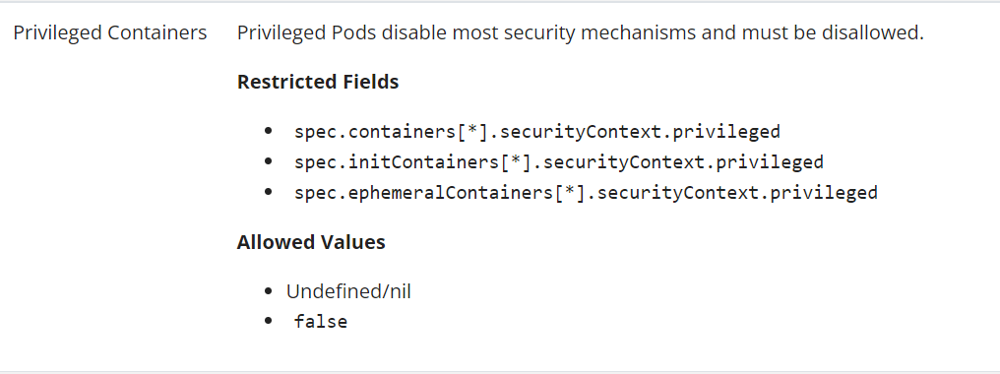 Privileged Containers
Privileged Pods disable most security mechanisms and must be disallowed.
Restricted Fields
spec.containers[*].securityContext.privileged
spec.initContainers[*].securityContext.privileged
spec.ephemeralContainers[*].securityContext.privileged
Allowed Values
Undefined/nil
false